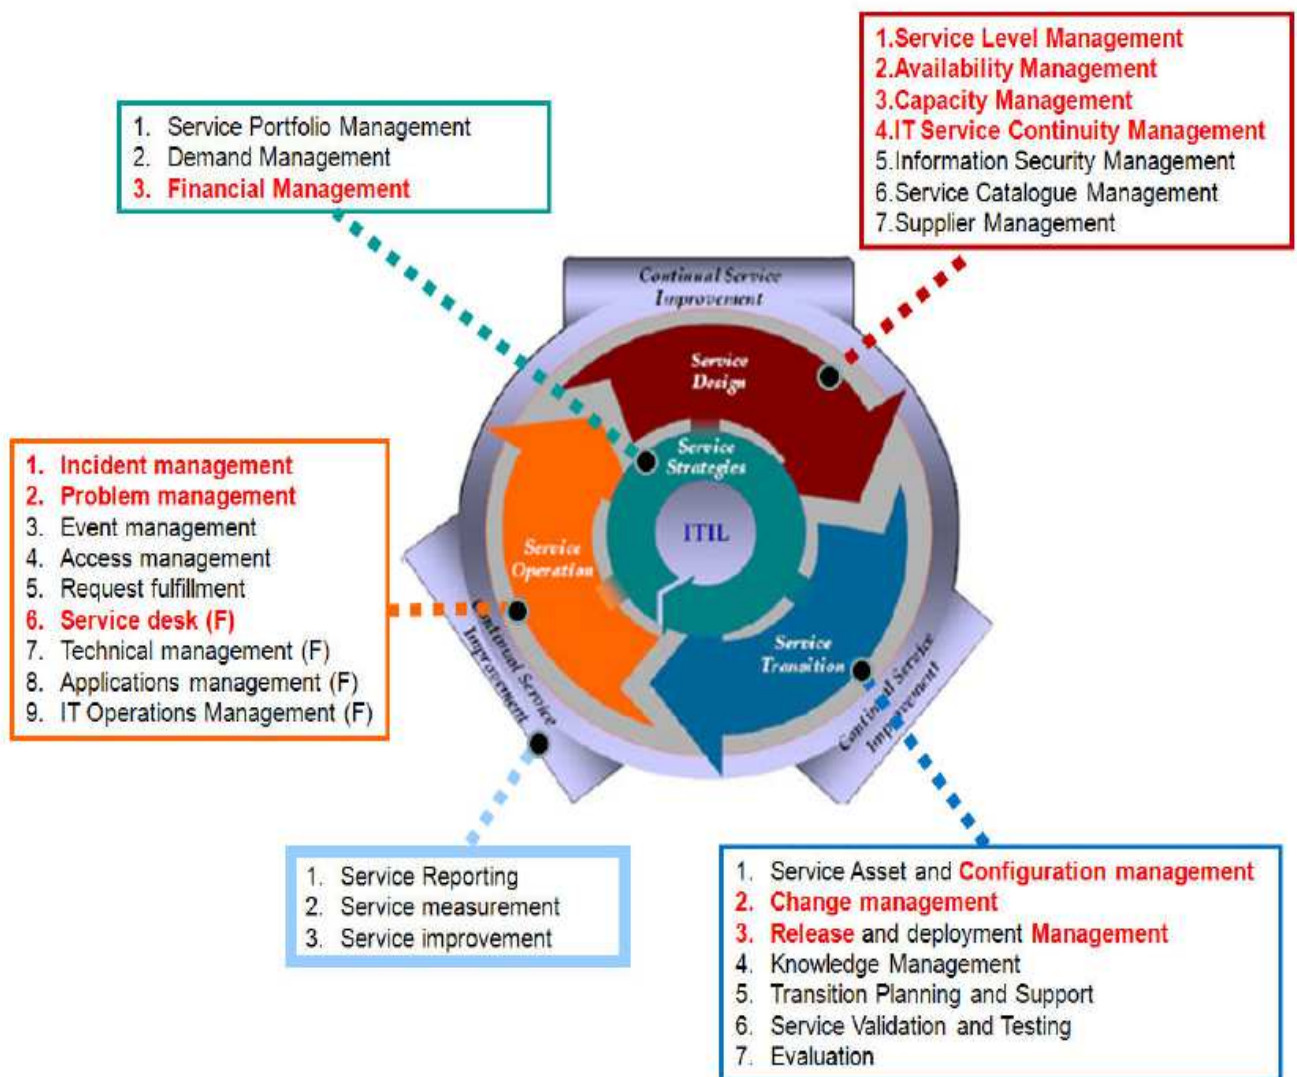 1.Service Level Management
2.Availability Management
3.Capacity Management
4.IT Service Continuity Management
5.Information Security Management
6.Service Catalogue Management
7.Supplier Management
1. Service Portfolio Management
2. Demand Management
3. Financial Management
Continual Service
Improvement
Service
Design
Service
Strategies
ITIL
Service
Operation
Service
Transition
Continual Service
Improvement
Continual Service
Improvement
1. Incident management
2. Problem management
3. Event management
4. Access management
5. Request fulfillment
6. Service desk (F)
7. Technical management (F)
8. Applications management (F)
9. IT Operations Management (F)
1. Service Reporting
2. Service measurement
3. Service improvement
1. Service Asset and Configuration management
2. Change management
3. Release and deployment Management
4. Knowledge Management
5. Transition Planning and Support
6. Service Validation and Testing
7. Evaluation